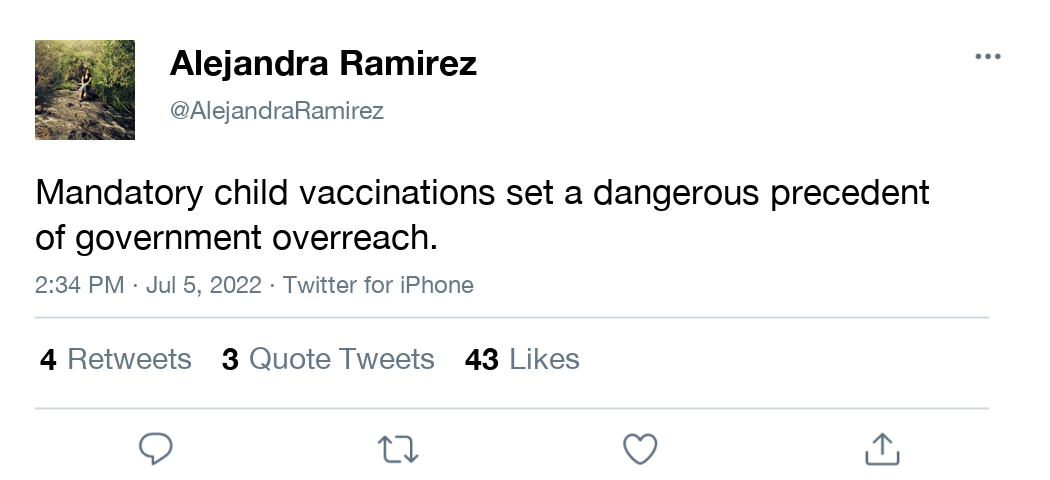 Alejandra Ramirez
@AlejandraRamirez
Mandatory child vaccinations set a dangerous precedent
of government overreach.
2:34 PM · Jul 5, 2022 · Twitter for iPhone
4 Retweets 3 Quote Tweets 43 Likes